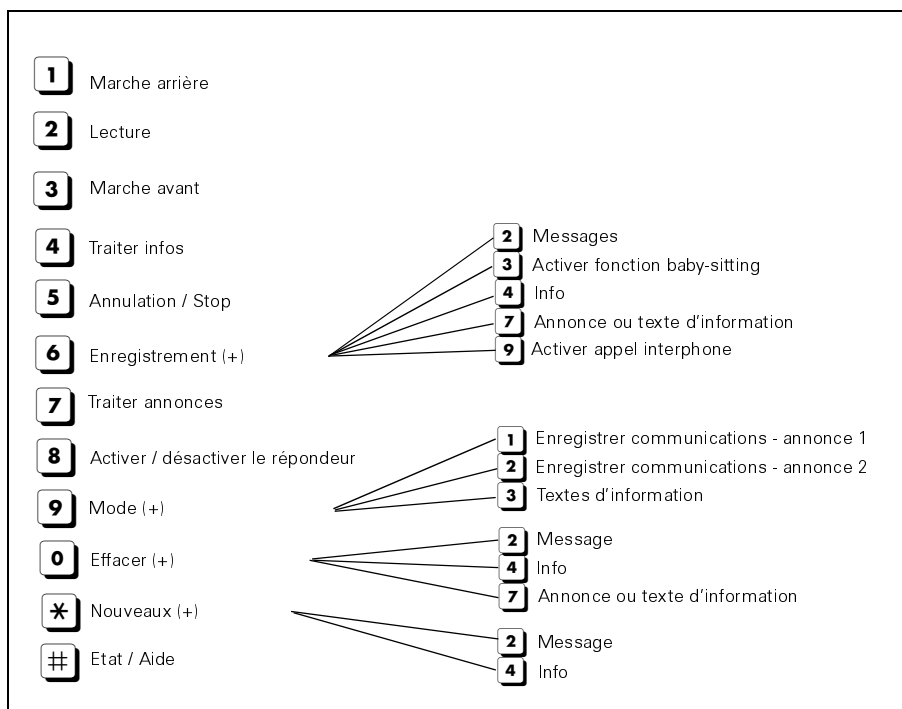 1 Marche arrière
2 Lecture
3 Marche avant
4 Traiter infos
5 Annulation / Stop
6 Enregistrement (+)
2 Messages
3 Activer fonction baby-sitting
4 Info
7 Annonce ou texte d'information
9 Activer appel interphone
7 Traiter annonces
8 Activer / désactiver le répondeur
9 Mode (+)
1 Enregistrer communications - annonce 1
2 Enregistrer communications - annonce 2
3 Textes d'information
0 Effacer (+)
2 Message
4 Info
7 Annonce ou texte d'information
* Nouveaux (+)
2 Message
4 Info
# Etat / Aide